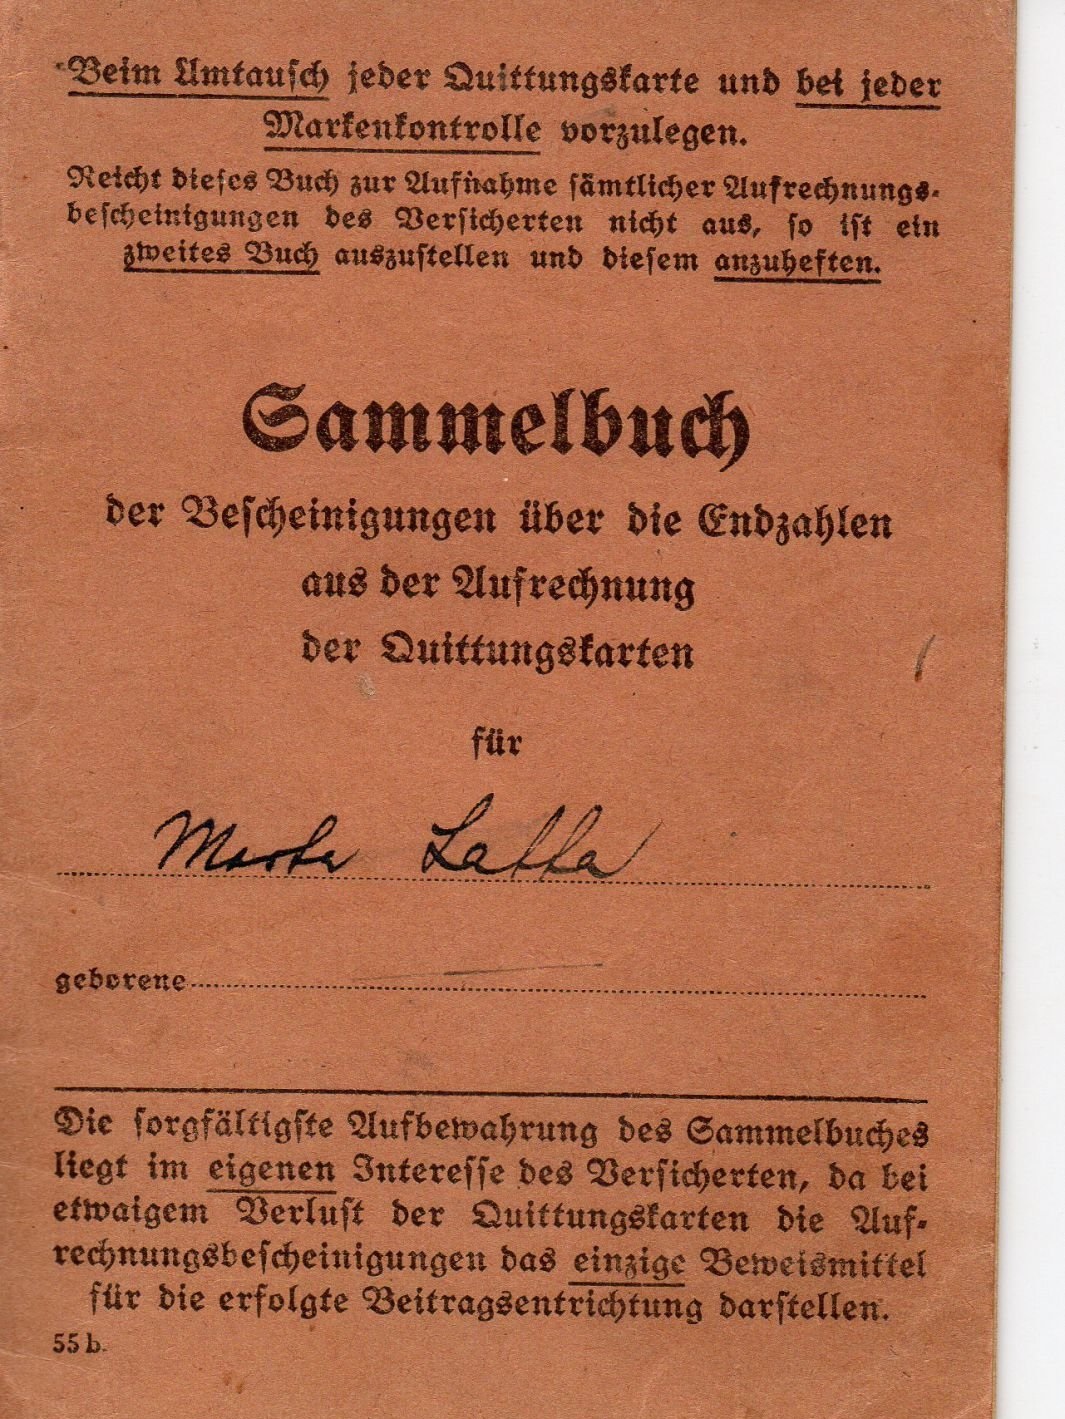 Beim Umtausch jeder Quittungskarte und bei jeder
Markenkontrolle vorzulegen.
Reicht dieses Buch zur Aufnahme sämtlicher Aufrechnungs-
bescheinigungen des Versicherten nicht aus, so ist ein
zweites Buch auszustellen und diesem anzuheften.
Sammelbuch
der Bescheinigungen über die Endzahlen
aus der Aufrechnung
der Quittungskarten
für
Marta Latta
geborene
Die sorgfältigste Aufbewahrung des Sammelbuches
liegt im eigenen Interesse des Versicherten, da bei
etwaigem Verlust der Quittungskarten die Auf-
rechnungsbescheinigungen das einzige Beweismittel
für die erfolgte Beitragsentrichtung darstellen.
55 b.